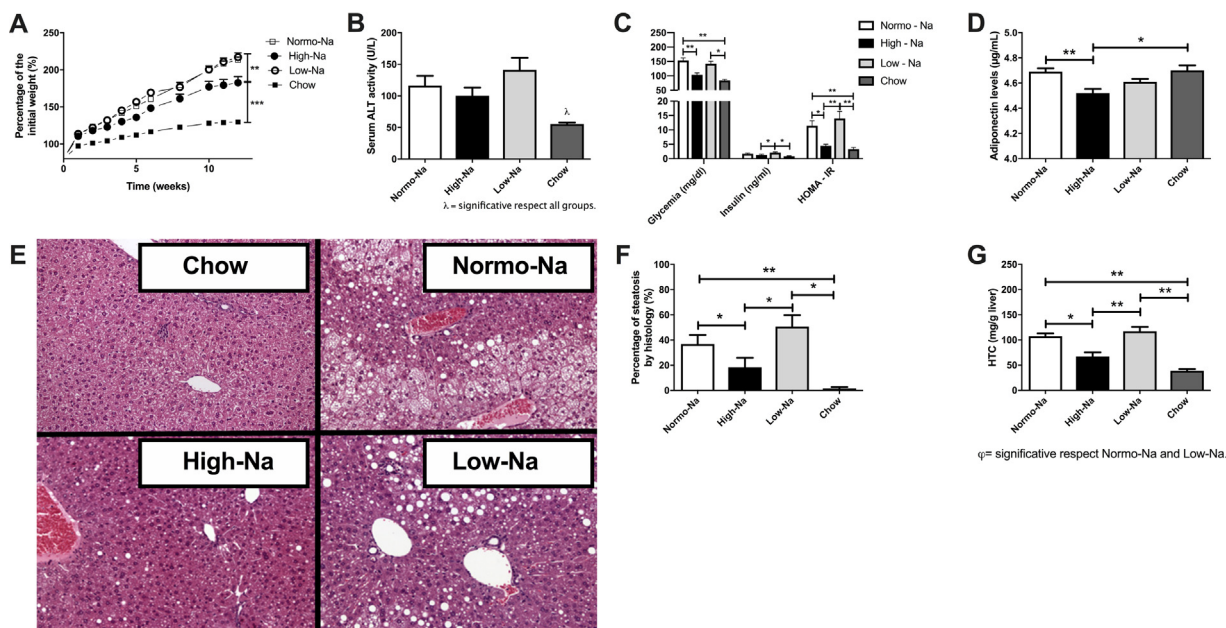 A
Percentage of the
initial weight (%)
250
200
150
100
0
5
10
Time (weeks)
Normo-Na
High-Na
Low-Na
Chow
**
***
B
Serum ALT activity (U/L)
200
150
100
50
0
λ
Normo-Na
High-Na
Low-Na
Chow
λ = significative respect all groups.
C
Normo - Na
High - Na
Low - Na
Chow
250
200
150
100
50
0
15
10
5
0
**
**
*
*
*
**
*
**
**
Glycemia (mg/dl)
Insulin (ng/ml)
HOMA - IR
D
Adiponectin levels (µg/mL)
5.0
4.8
4.6
4.4
4.2
4.0
**
*
Normo-Na
High-Na
Low-Na
Chow
E
Chow
Normo-Na
High-Na
Low-Na
F
Percentage of steatosis
by histology (%)
100
80
60
40
20
0
**
*
*
*
Normo-Na
High-Na
Low-Na
Chow
G
HTC (mg/g liver)
250
200
150
100
50
0
**
**
**
*
Normo-Na
High-Na
Low-Na
Chow
φ= significative respect Normo-Na and Low-Na.